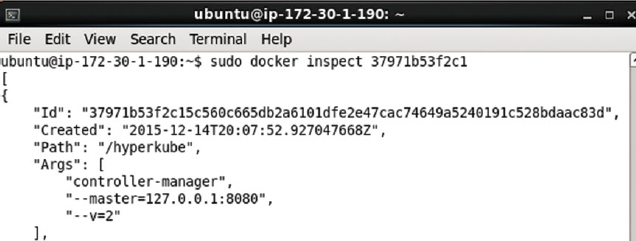 ubuntu@ip-172-30-1-190: ~
File Edit View Search Terminal Help
ubuntu@ip-172-30-1-190:~$ sudo docker inspect 37971b53f2c1
[
{
    "Id": "37971b53f2c15c560c665db2a6101dfe2e47cac74649a5240191c528bdaac83d",
    "Created": "2015-12-14T20:07:52.927047668Z",
    "Path": "/hyperkube",
    "Args": [
        "controller-manager",
        "--master=127.0.0.1:8080",
        "--v=2"
    ],